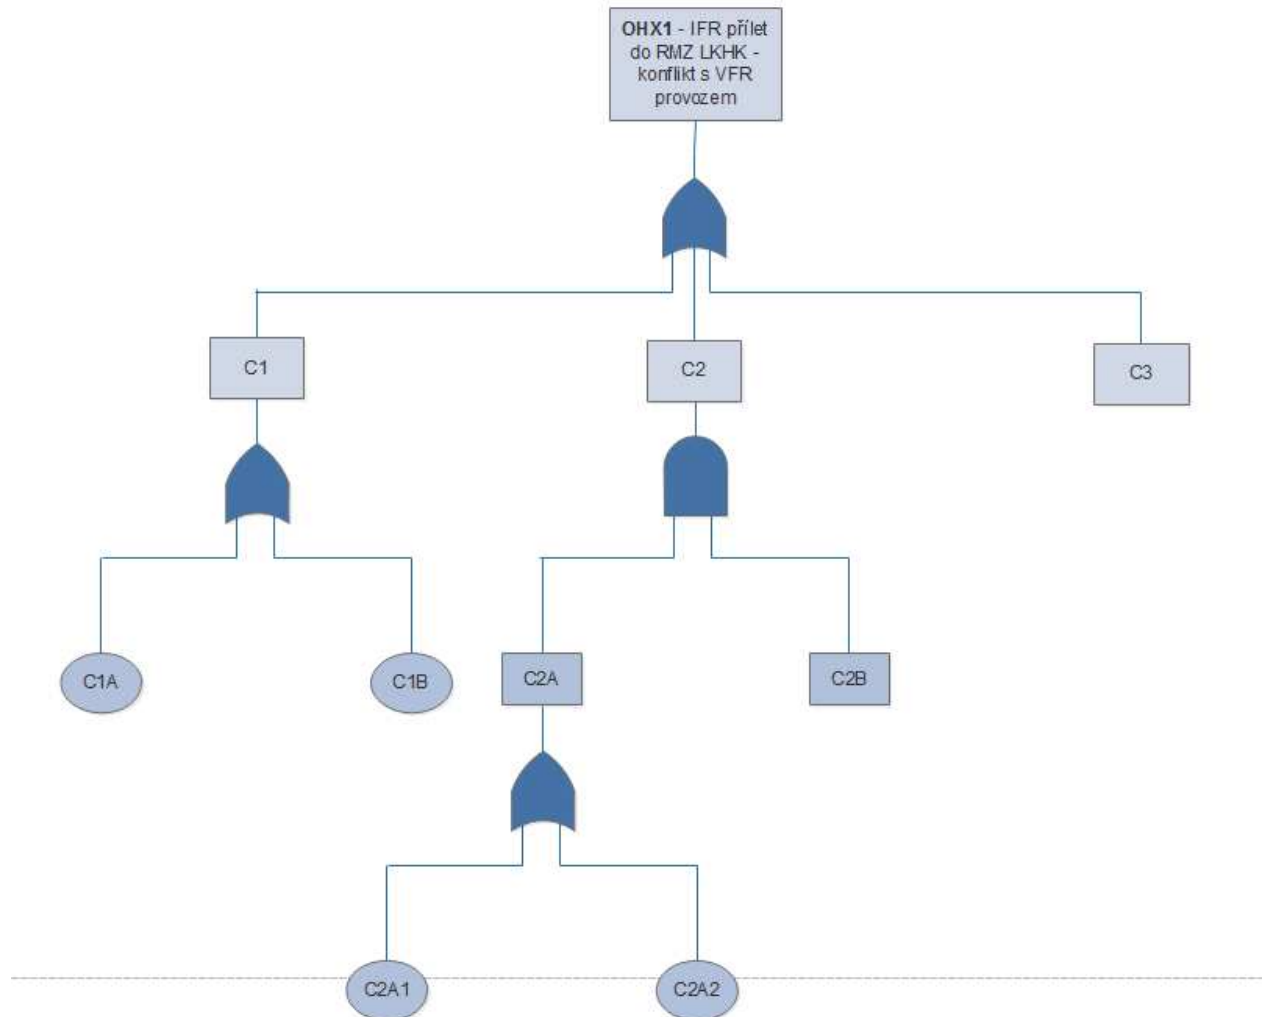 OHX1 - IFR přílet
do RMZ LKHK -
konflikt s VFR
provozem
C1
C2
C3
C1A
C1B
C2A
C2B
C2A1
C2A2